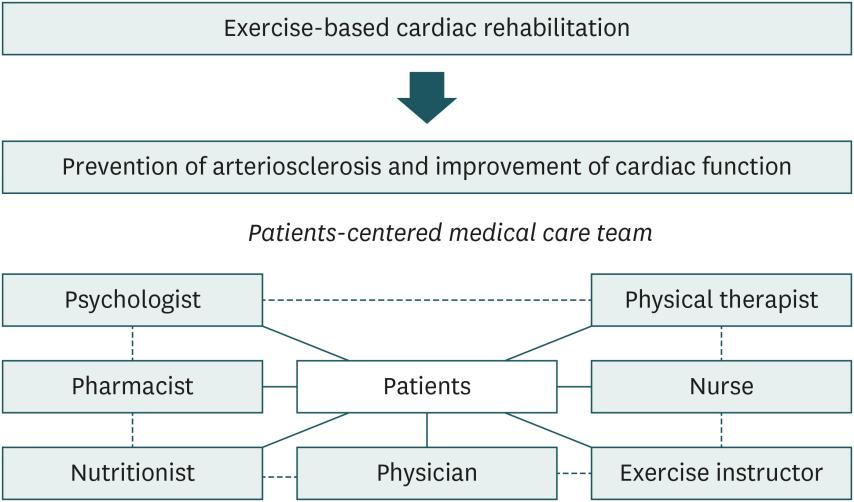 Exercise-based cardiac rehabilitation
Prevention of arteriosclerosis and improvement of cardiac function
Patients-centered medical care team
Psychologist
Physical therapist
Pharmacist
Patients
Nurse
Nutritionist
Physician
Exercise instructor